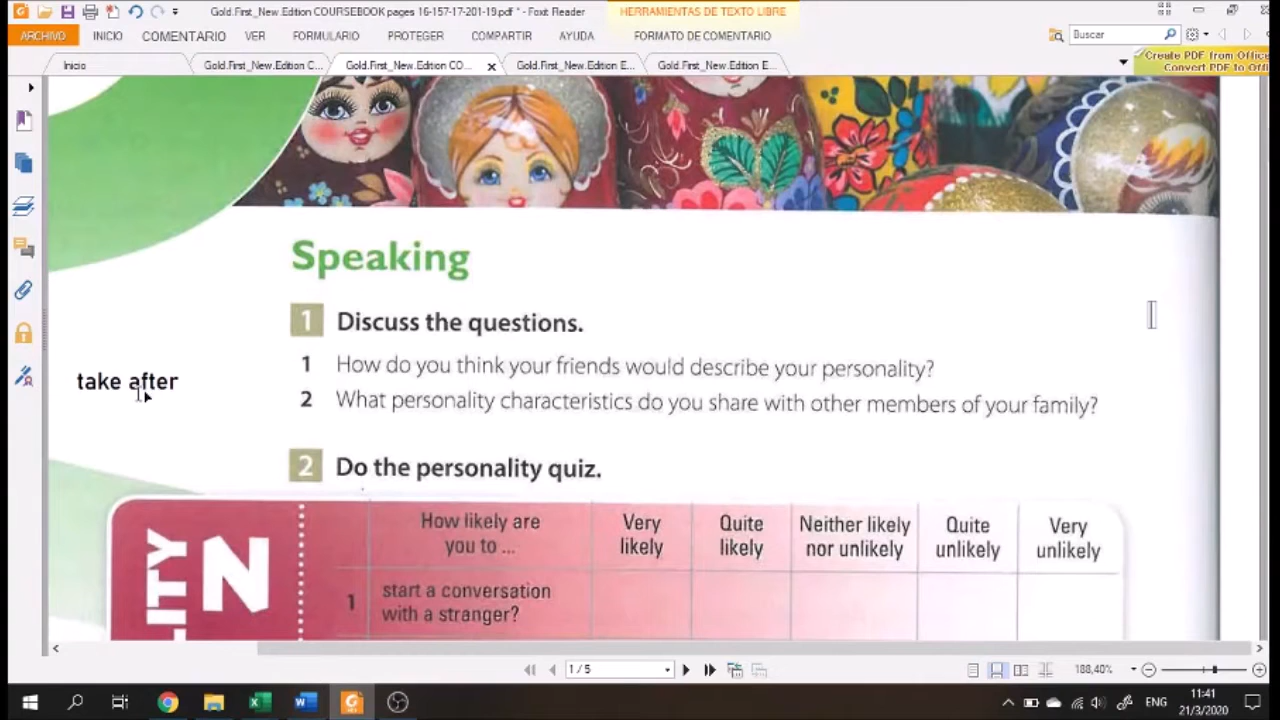 Gold.First_New.Edition COURSEBOOK pages 16-157-17-201-19.pdf * - Foxit Reader
HERRAMIENTAS DE TEXTO LIBRE
ARCHIVO INICIO COMENTARIO VER FORMULARIO PROTEGER COMPARTIR AYUDA FORMATO DE COMENTARIO Buscar
Inicio Gold.First_New.Edition C... Gold.First_New.Edition CO... Gold.First_New.Edition E... Gold.First_New.Edition E...
Create PDF from Office
Convert PDF to Offi
Speaking
1 Discuss the questions.
1 How do you think your friends would describe your personality?
take after
2 What personality characteristics do you share with other members of your family?
2 Do the personality quiz.
How likely are you to ... Very likely Quite likely Neither likely nor unlikely Quite unlikely Very unlikely
1 start a conversation with a stranger?
LITY
N
1 / 5
188,40%
ENG
11:41
21/3/2020